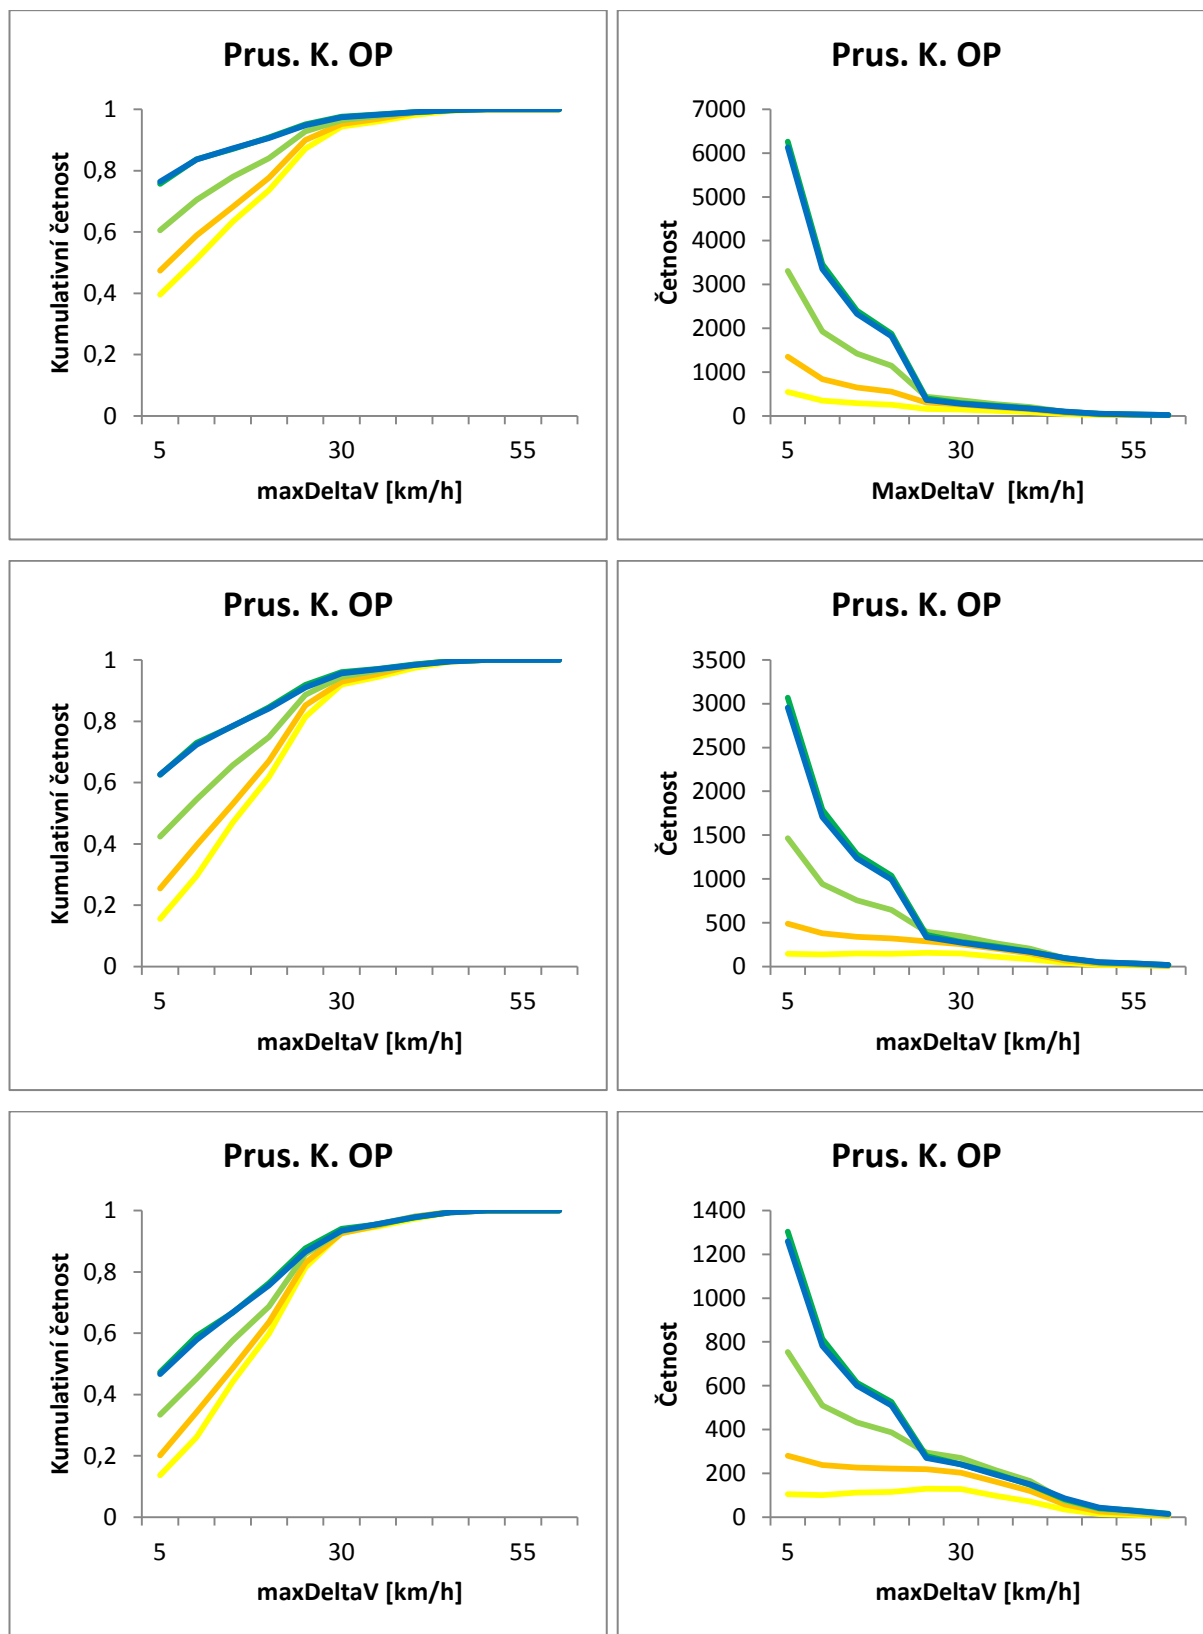 Prus. K. OP
Kumulativní četnost
1
0,8
0,6
0,4
0,2
0
5 30 55
maxDeltaV [km/h]
Prus. K. OP
Četnost
7000
6000
5000
4000
3000
2000
1000
0
5 30 55
MaxDeltaV [km/h]
Prus. K. OP
Kumulativní četnost
1
0,8
0,6
0,4
0,2
0
5 30 55
maxDeltaV [km/h]
Prus. K. OP
Četnost
3500
3000
2500
2000
1500
1000
500
0
5 30 55
maxDeltaV [km/h]
Prus. K. OP
Kumulativní četnost
1
0,8
0,6
0,4
0,2
0
5 30 55
maxDeltaV [km/h]
Prus. K. OP
Četnost
1400
1200
1000
800
600
400
200
0
5 30 55
maxDeltaV [km/h]